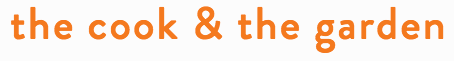 the cook & the garden